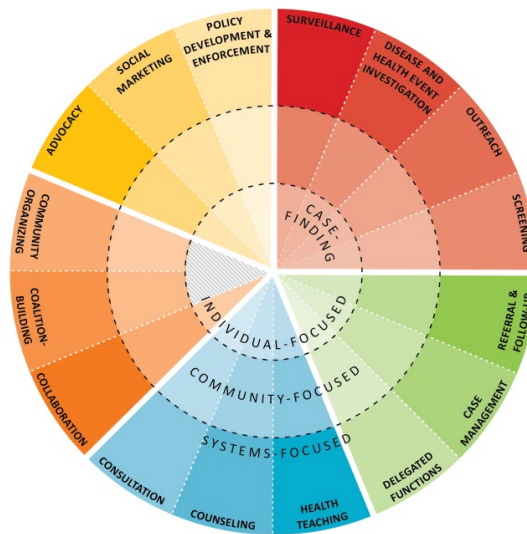 SURVEILLANCE
DISEASE AND
HEALTH EVENT
INVESTIGATION
OUTREACH
SCREENING
REFERRAL &
FOLLOW-U
CASE
MANAGEMENT
DELEGATED
FUNCTIONS
HEALTH
TEACHING
COUNSELING
CONSULTATION
COLLABORATION
COALITION-
BUILDING
COMMUNITY
ORGANIZING
ADVOCACY
SOCIAL
MARKETING
POLICY
DEVELOPMENT &
ENFORCEMENT
CASE-
FINDING
INDIVIDUAL-FOCUSED
COMMUNITY-FOCUSED
SYSTEMS-FOCUSED